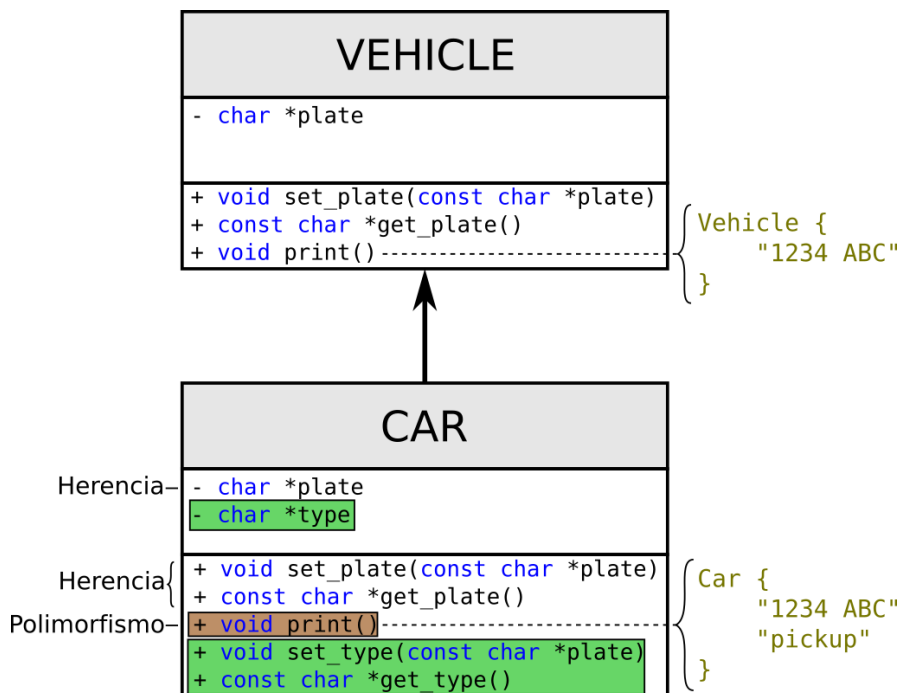 VEHICLE
- char *plate
+ void set_plate(const char *plate)
+ const char *get_plate()
+ void print()
Vehicle {
"1234 ABC"
}
CAR
Herencia
- char *plate
- char *type
Herencia
+ void set_plate(const char *plate)
+ const char *get_plate()
Polimorfismo
+ void print()
+ void set_type(const char *plate)
+ const char *get_type()
Car {
"1234 ABC"
"pickup"
}